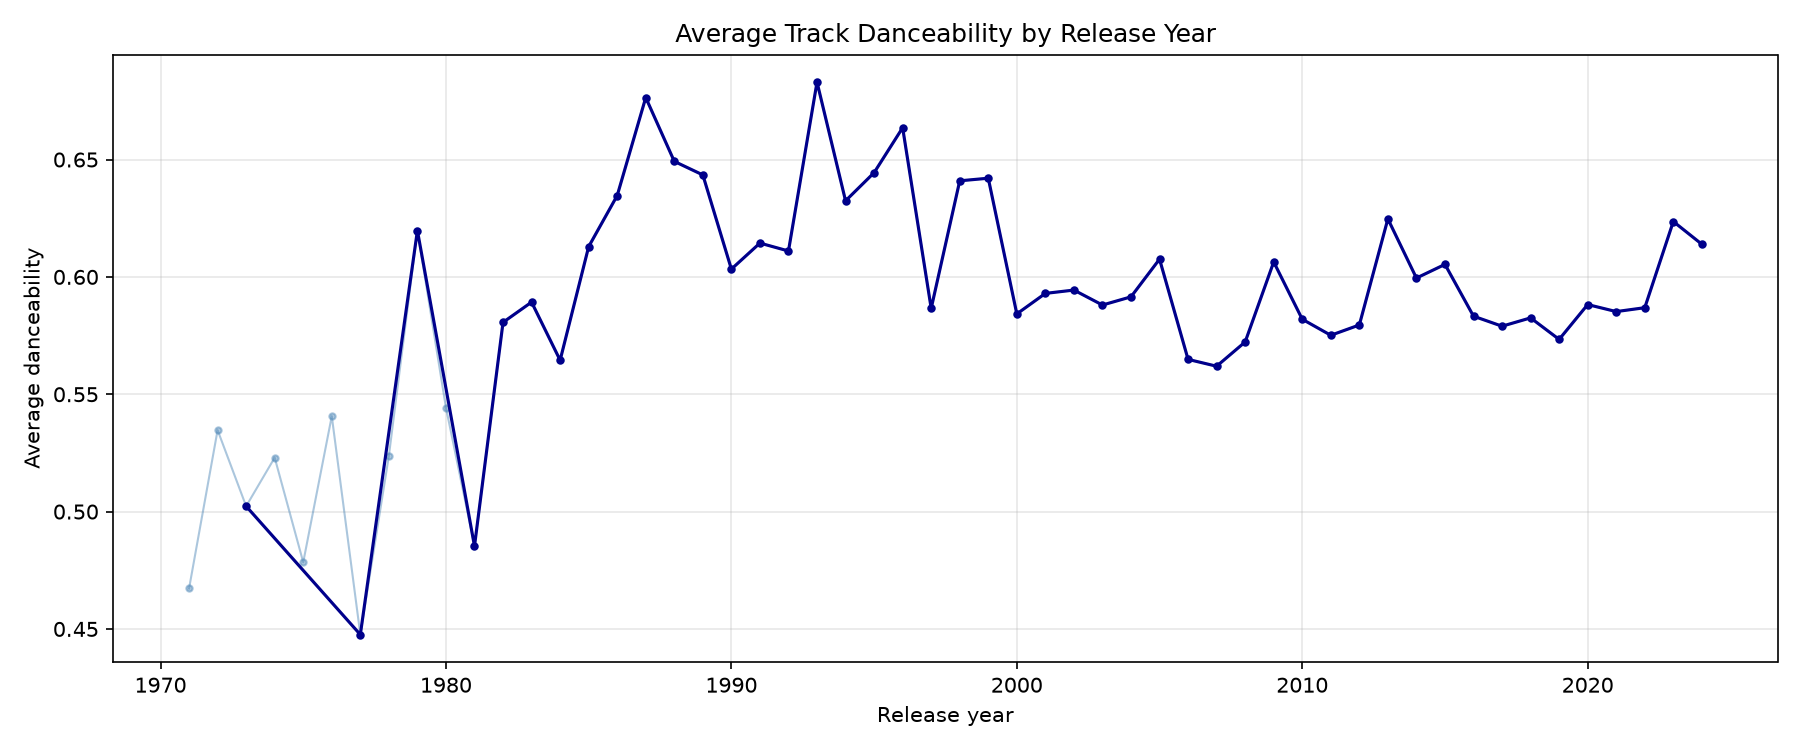 Average Track Danceability by Release Year
Average danceability
0.65
0.60
0.55
0.50
0.45
1970 1980 1990 2000 2010 2020
Release year